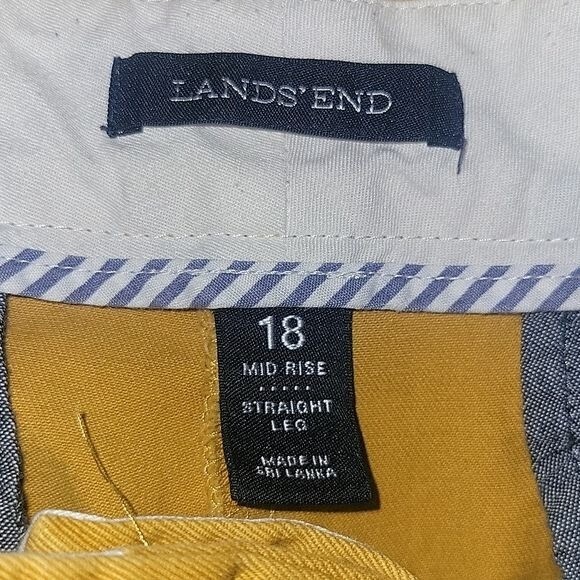 LANDS' END
18
MID RISE
.....
STRAIGHT
LEG
MADE IN
SRI LANKA